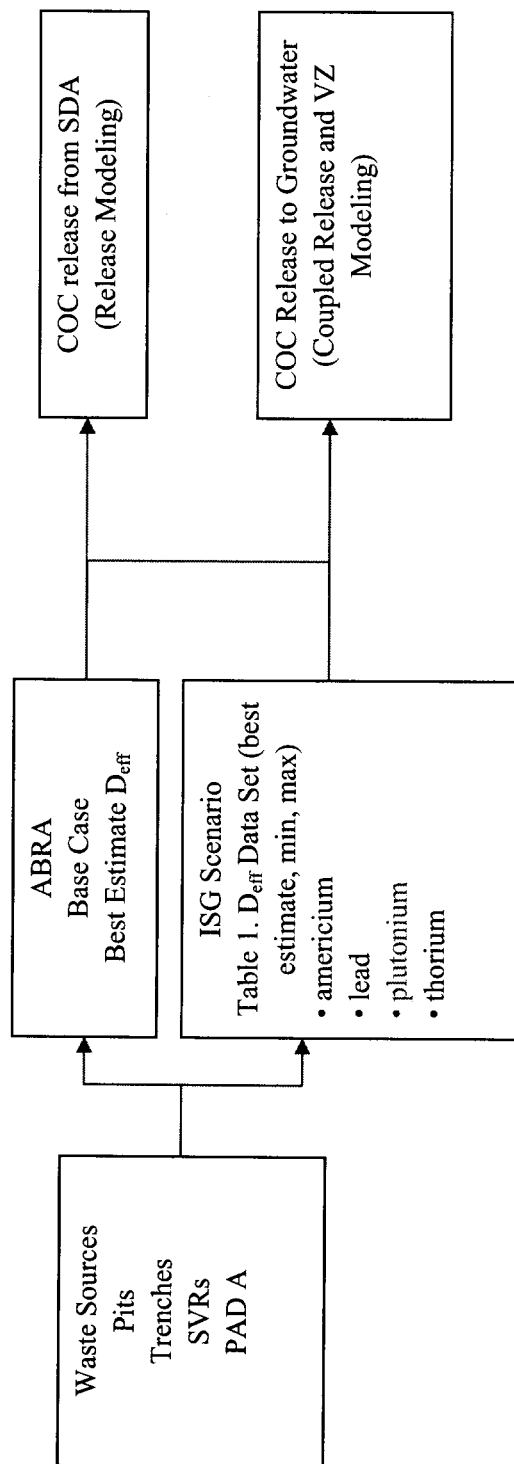 Waste Sources
Pits
Trenches
SVRs
PAD A
ABRA
Base Case
Best Estimate Deff
ISG Scenario
Table 1. Deff Data Set (best
estimate, min, max)
• americium
• lead
• plutonium
• thorium
COC release from SDA
(Release Modeling)
COC Release to Groundwater
(Coupled Release and VZ
Modeling)